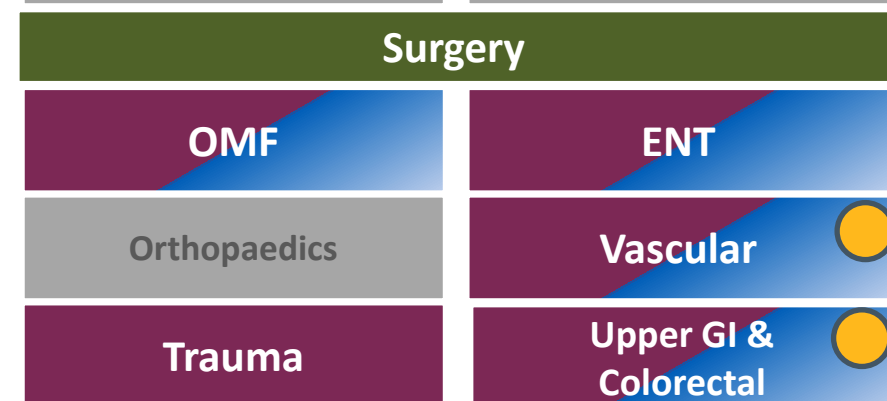 Surgery
OMF
ENT
Orthopaedics
Vascular
Trauma
Upper GI &
Colorectal